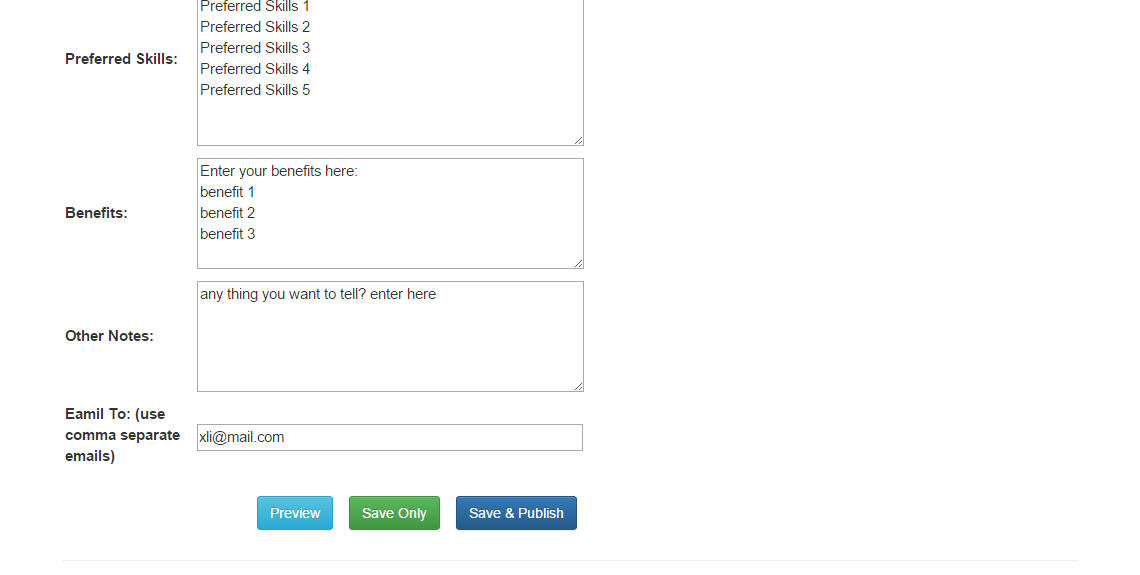 Preferred Skills 1
Preferred Skills 2
Preferred Skills:
Preferred Skills 3
Preferred Skills 4
Preferred Skills 5
Enter your benefits here:
benefit 1
Benefits:
benefit 2
benefit 3
any thing you want to tell? enter here
Other Notes:
Eamil To: (use
comma separate
emails)
xli@mail.com
Preview
Save Only
Save & Publish